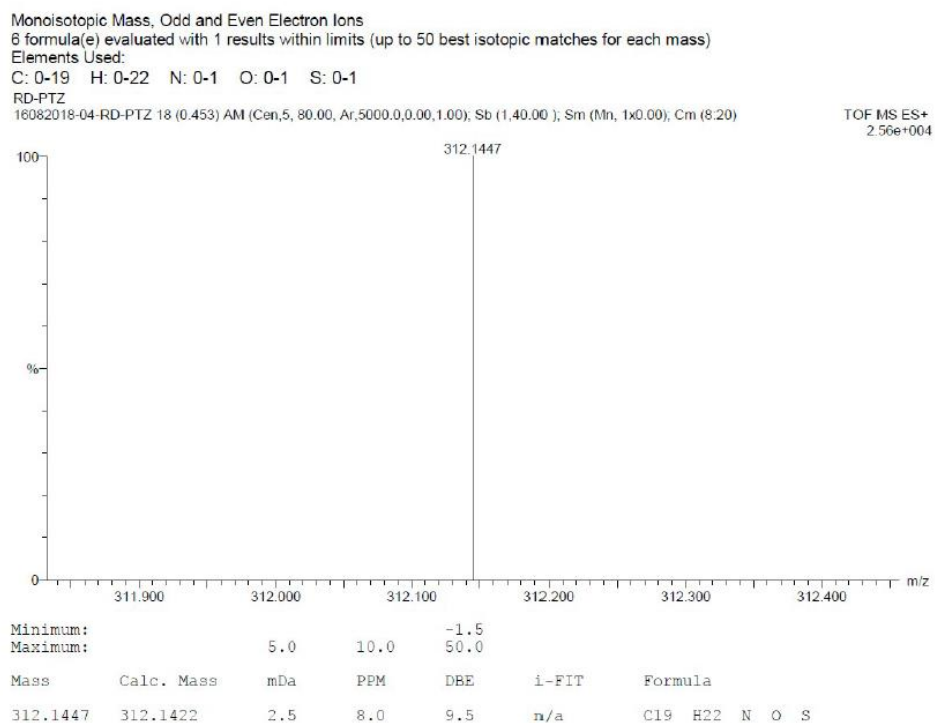 Monoisotopic Mass, Odd and Even Electron Ions
6 formula(e) evaluated with 1 results within limits (up to 50 best isotopic matches for each mass)
Elements Used:
C: 0-19 H: 0-22 N: 0-1 O: 0-1 S: 0-1
RD-PTZ
16082018-04-RD-PTZ 18 (0.453) AM (Cen,5, 80.00, Ar,5000.0,0.00,1.00); Sb (1,40.00 ); Sm (Mn, 1x0.00); Cm (8:20) TOF MS ES+
2.56e+004
312.1447
100
%
0
311.900 312.000 312.100 312.200 312.300 312.400 m/z
Minimum: -1.5
Maximum: 5.0 10.0 50.0
Mass Calc. Mass mDa PPM DBE i-FIT Formula
312.1447 312.1422 2.5 8.0 9.5 n/a C19 H22 N O S